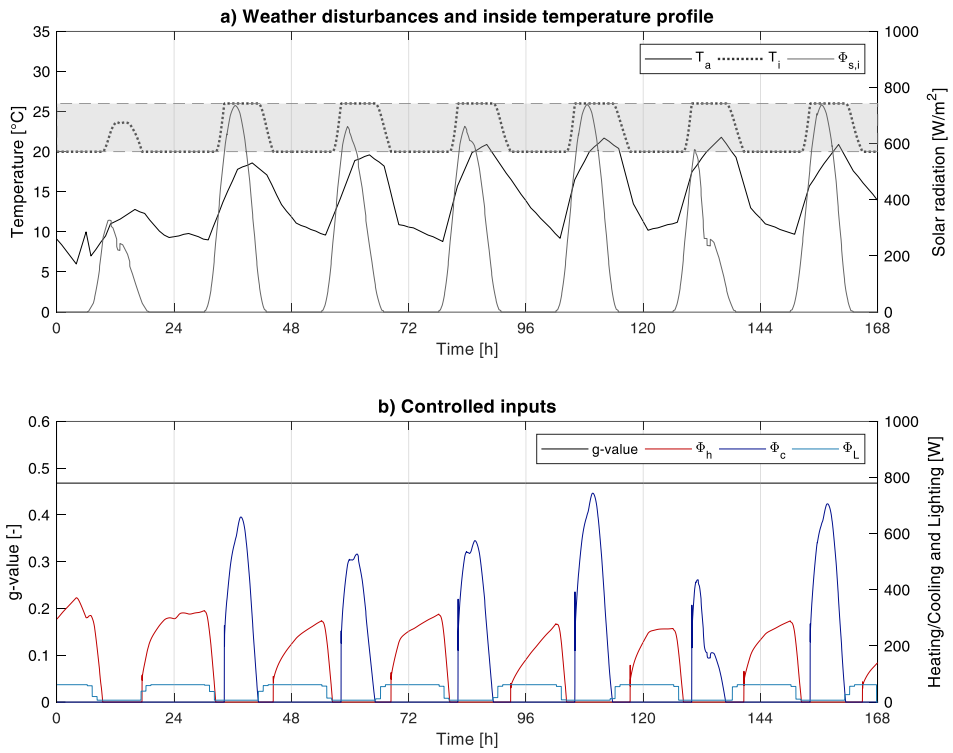 a) Weather disturbances and inside temperature profile
35
30
25
20
15
10
5
0
Temperature [°C]
T_a T_i Φ_s,i
1000
800
600
400
200
0
Solar radiation [W/m²]
0 24 48 72 96 120 144 168
Time [h]
b) Controlled inputs
0.6
0.5
0.4
0.3
0.2
0.1
0
g-value [-]
g-value Φ_h Φ_c Φ_L
1000
800
600
400
200
0
Heating/Cooling and Lighting [W]
0 24 48 72 96 120 144 168
Time [h]